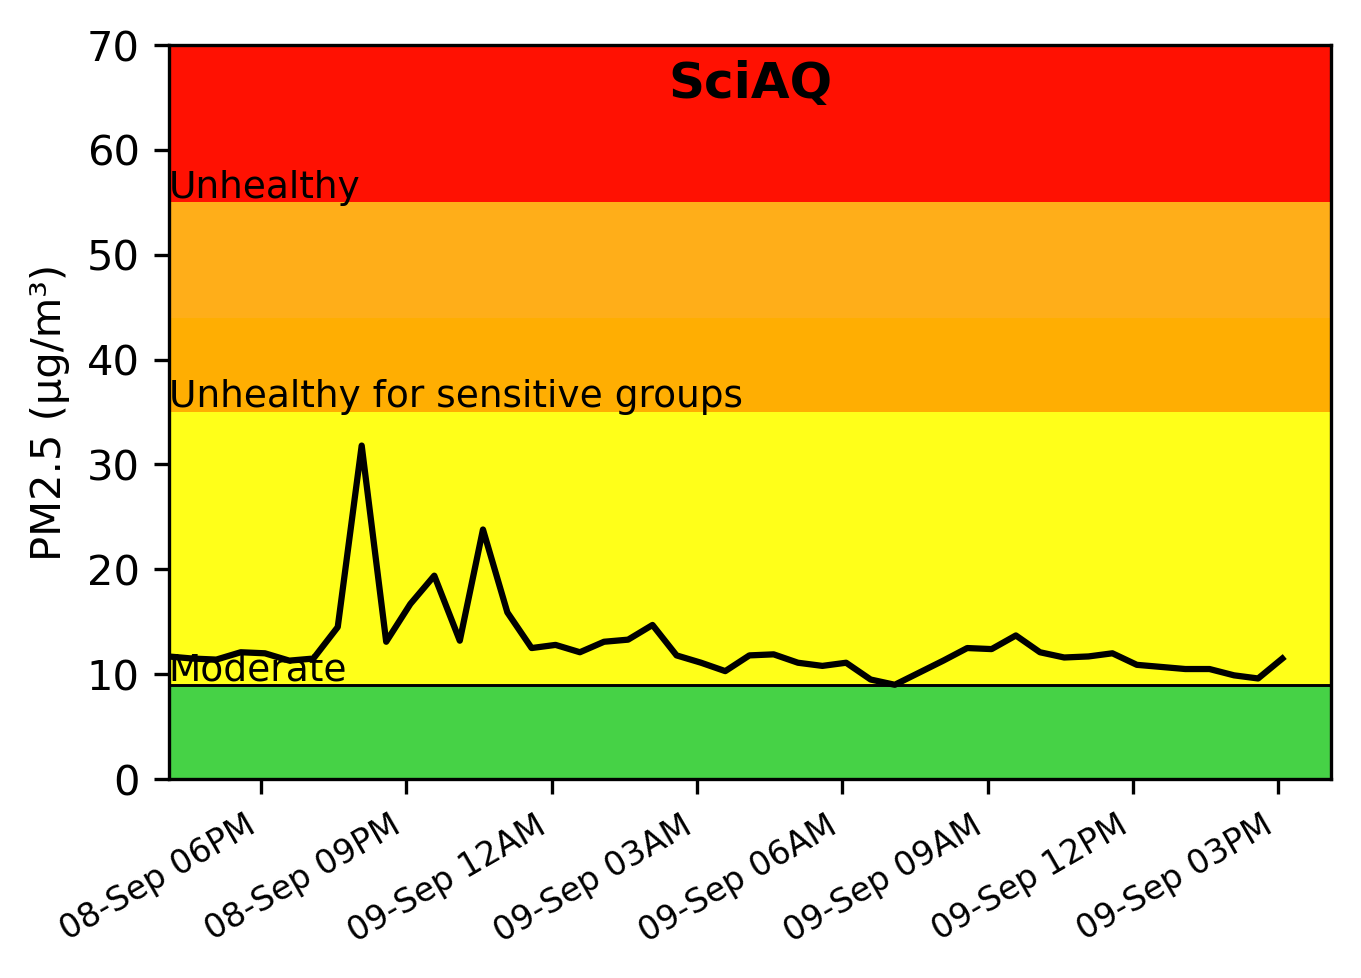 SciAQ
70
60
50
40
30
20
10
0
PM2.5 (µg/m³)
Unhealthy
Unhealthy for sensitive groups
Moderate
08-Sep 06PM
08-Sep 09PM
09-Sep 12AM
09-Sep 03AM
09-Sep 06AM
09-Sep 09AM
09-Sep 12PM
09-Sep 03PM